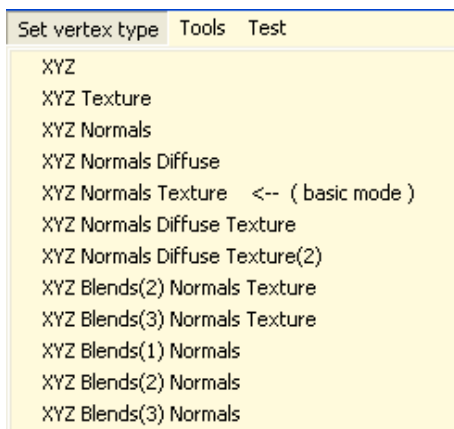 Set vertex type Tools Test
XYZ
XYZ Texture
XYZ Normals
XYZ Normals Diffuse
XYZ Normals Texture <-- ( basic mode )
XYZ Normals Diffuse Texture
XYZ Normals Diffuse Texture(2)
XYZ Blends(2) Normals Texture
XYZ Blends(3) Normals Texture
XYZ Blends(1) Normals
XYZ Blends(2) Normals
XYZ Blends(3) Normals